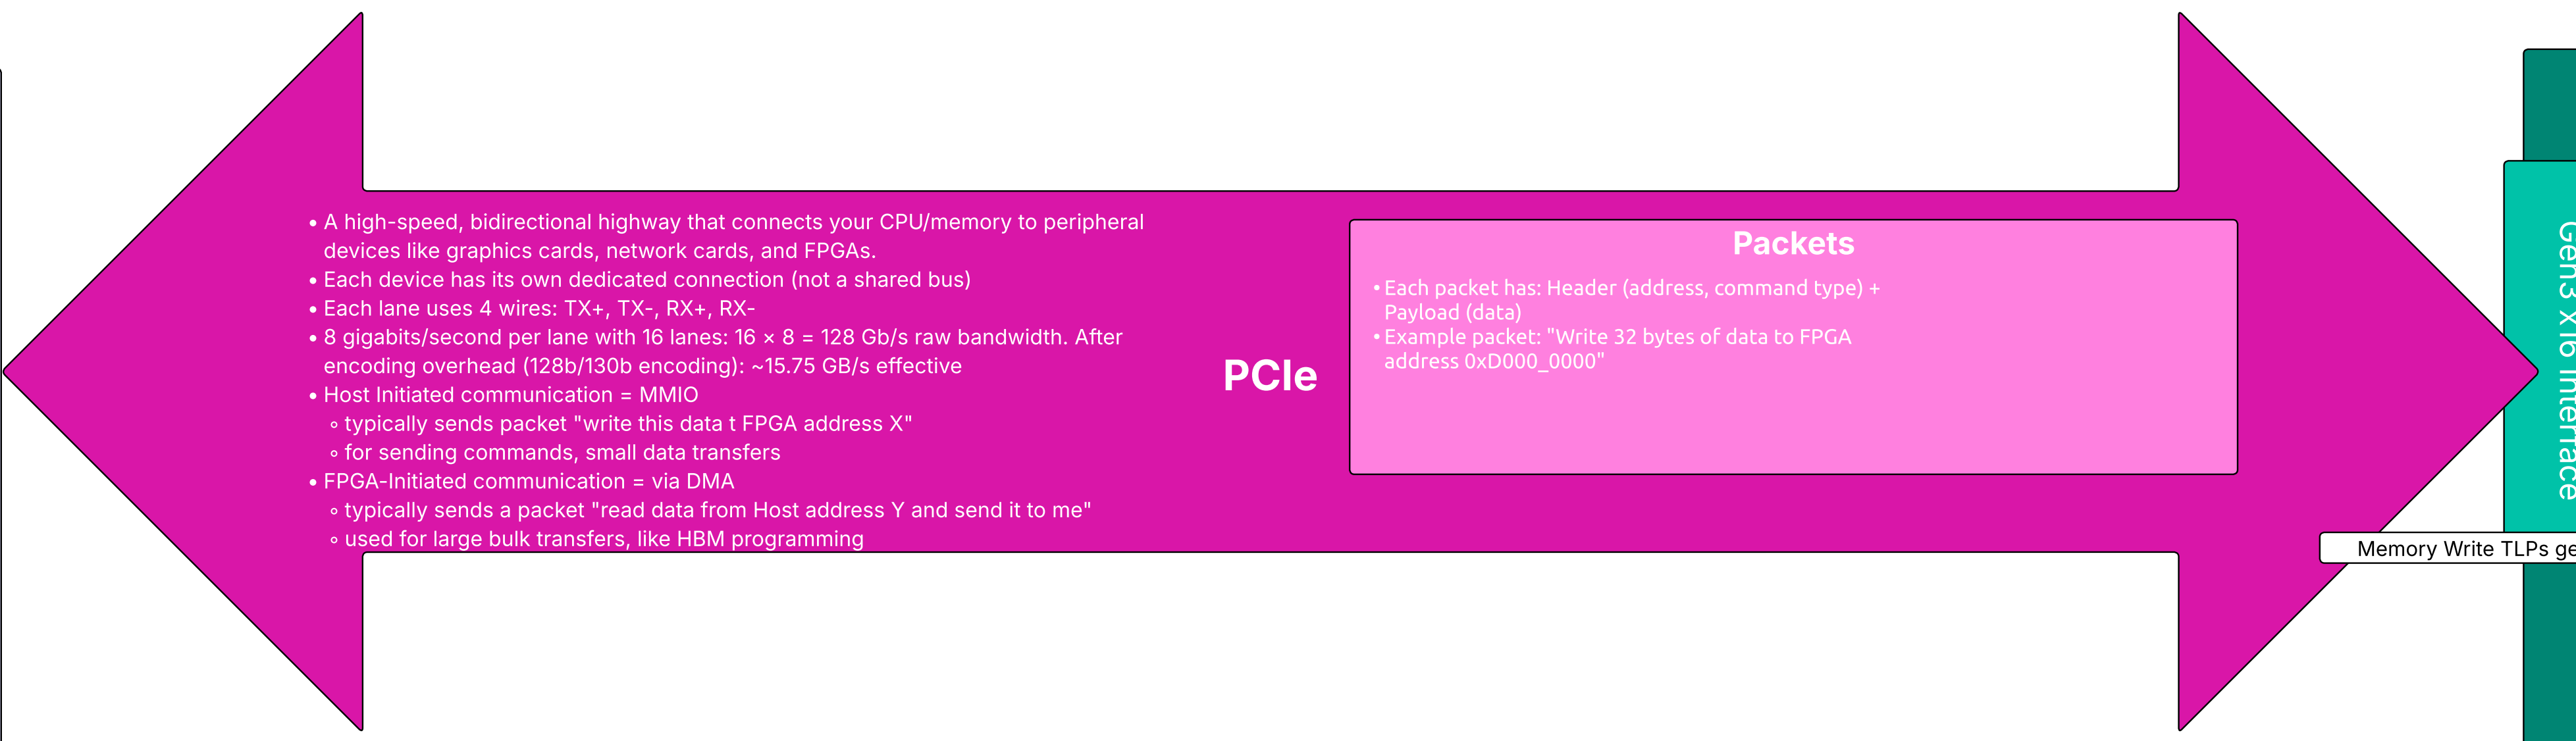 • A high-speed, bidirectional highway that connects your CPU/memory to peripheral
devices like graphics cards, network cards, and FPGAs.
• Each device has its own dedicated connection (not a shared bus)
• Each lane uses 4 wires: TX+, TX-, RX+, RX-
• 8 gigabits/second per lane with 16 lanes: 16 × 8 = 128 Gb/s raw bandwidth. After
encoding overhead (128b/130b encoding): ~15.75 GB/s effective
• Host Initiated communication = MMIO
◦ typically sends packet "write this data t FPGA address X"
◦ for sending commands, small data transfers
• FPGA-Initiated communication = via DMA
◦ typically sends a packet "read data from Host address Y and send it to me"
◦ used for large bulk transfers, like HBM programming
PCIe
Packets
• Each packet has: Header (address, command type) +
Payload (data)
• Example packet: "Write 32 bytes of data to FPGA
address 0xD000_0000"
Gen3 x16 Interface
Memory Write TLPs ge